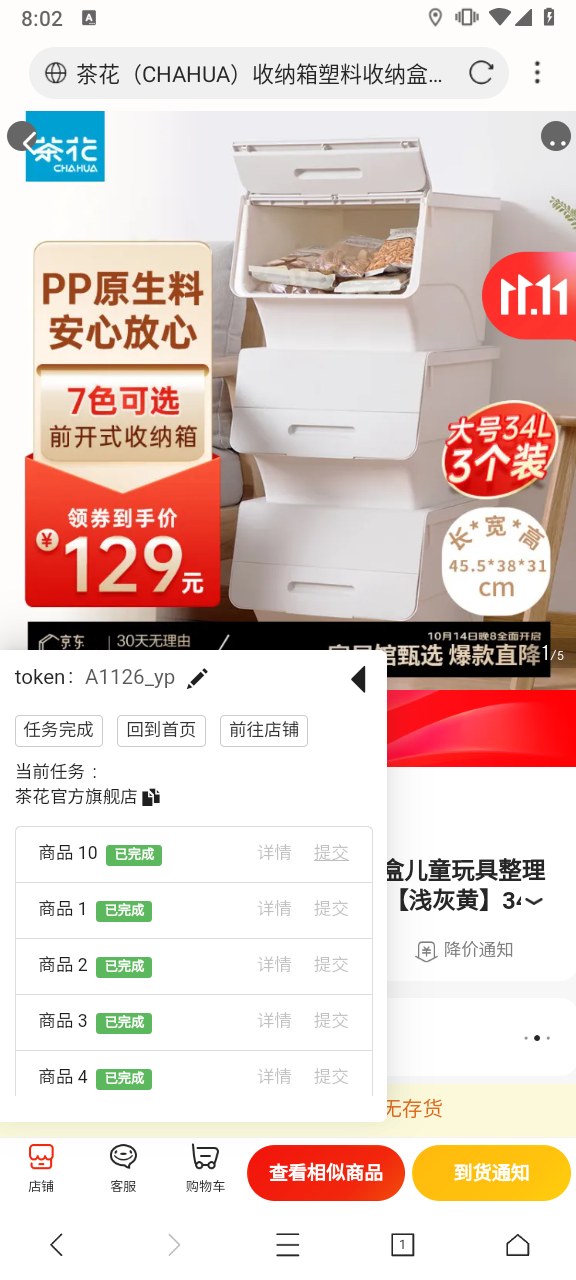 8:02
A
茶花（CHAHUA）收纳箱塑料收纳盒...
茶花
CHAHUA
PP原生料
安心放心
7色可选
前开式收纳箱
领券到手价
¥129元
11.11
大号34L
3个装
长*宽*高
45.5*38*31
cm
京东
30天无理由
10月14日晚8全面开启
甄选 爆款直降
1/5
token： A1126_yp
任务完成
回到首页
前往店铺
当前任务 ：
茶花官方旗舰店
商品 10 已完成 详情 提交
商品 1 已完成 详情 提交
商品 2 已完成 详情 提交
商品 3 已完成 详情 提交
商品 4 已完成 详情 提交
盒儿童玩具整理
【浅灰黄】34
降价通知
无存货
店铺
客服
购物车
查看相似商品
到货通知
1